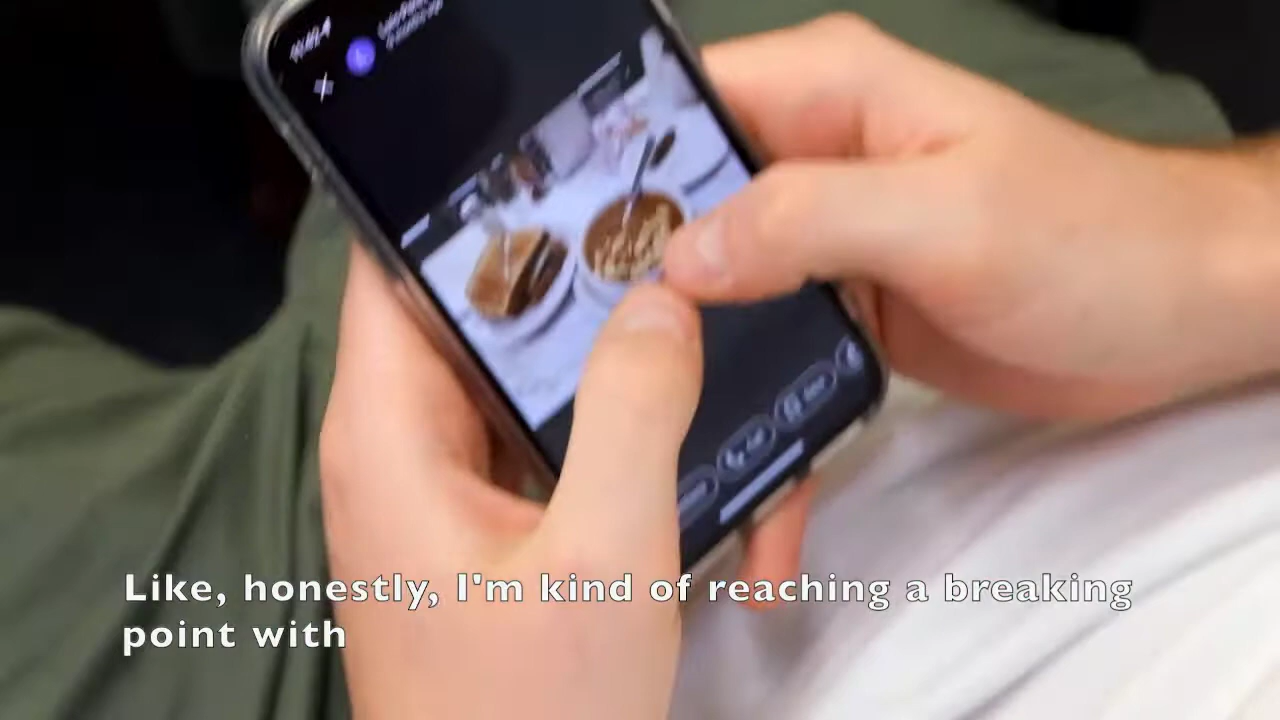 Like, honestly, I'm kind of reaching a breaking
point with